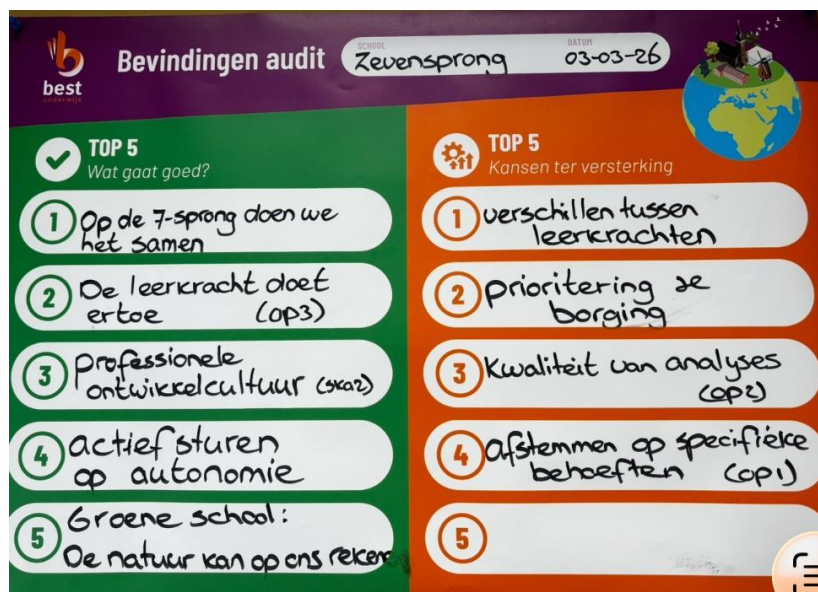 best
onderwijs
Bevindingen audit
SCHOOL
Zevensprong
DATUM
03-03-26
TOP 5
Wat gaat goed?
1 Op de 7-sprong doen we
het samen
2 De leerkracht doet
ertoe (op3)
3 professionele
ontwikkelcultuur (ska2)
4 actief sturen
op autonomie
5 Groene school:
De natuur kan op ons rekenen
TOP 5
Kansen ter versterking
1 verschillen tussen
leerkrachten
2 prioritering &
borging
3 Kwaliteit van analyses
(op2)
4 afstemmen op specifieke
behoeften (op1)
5